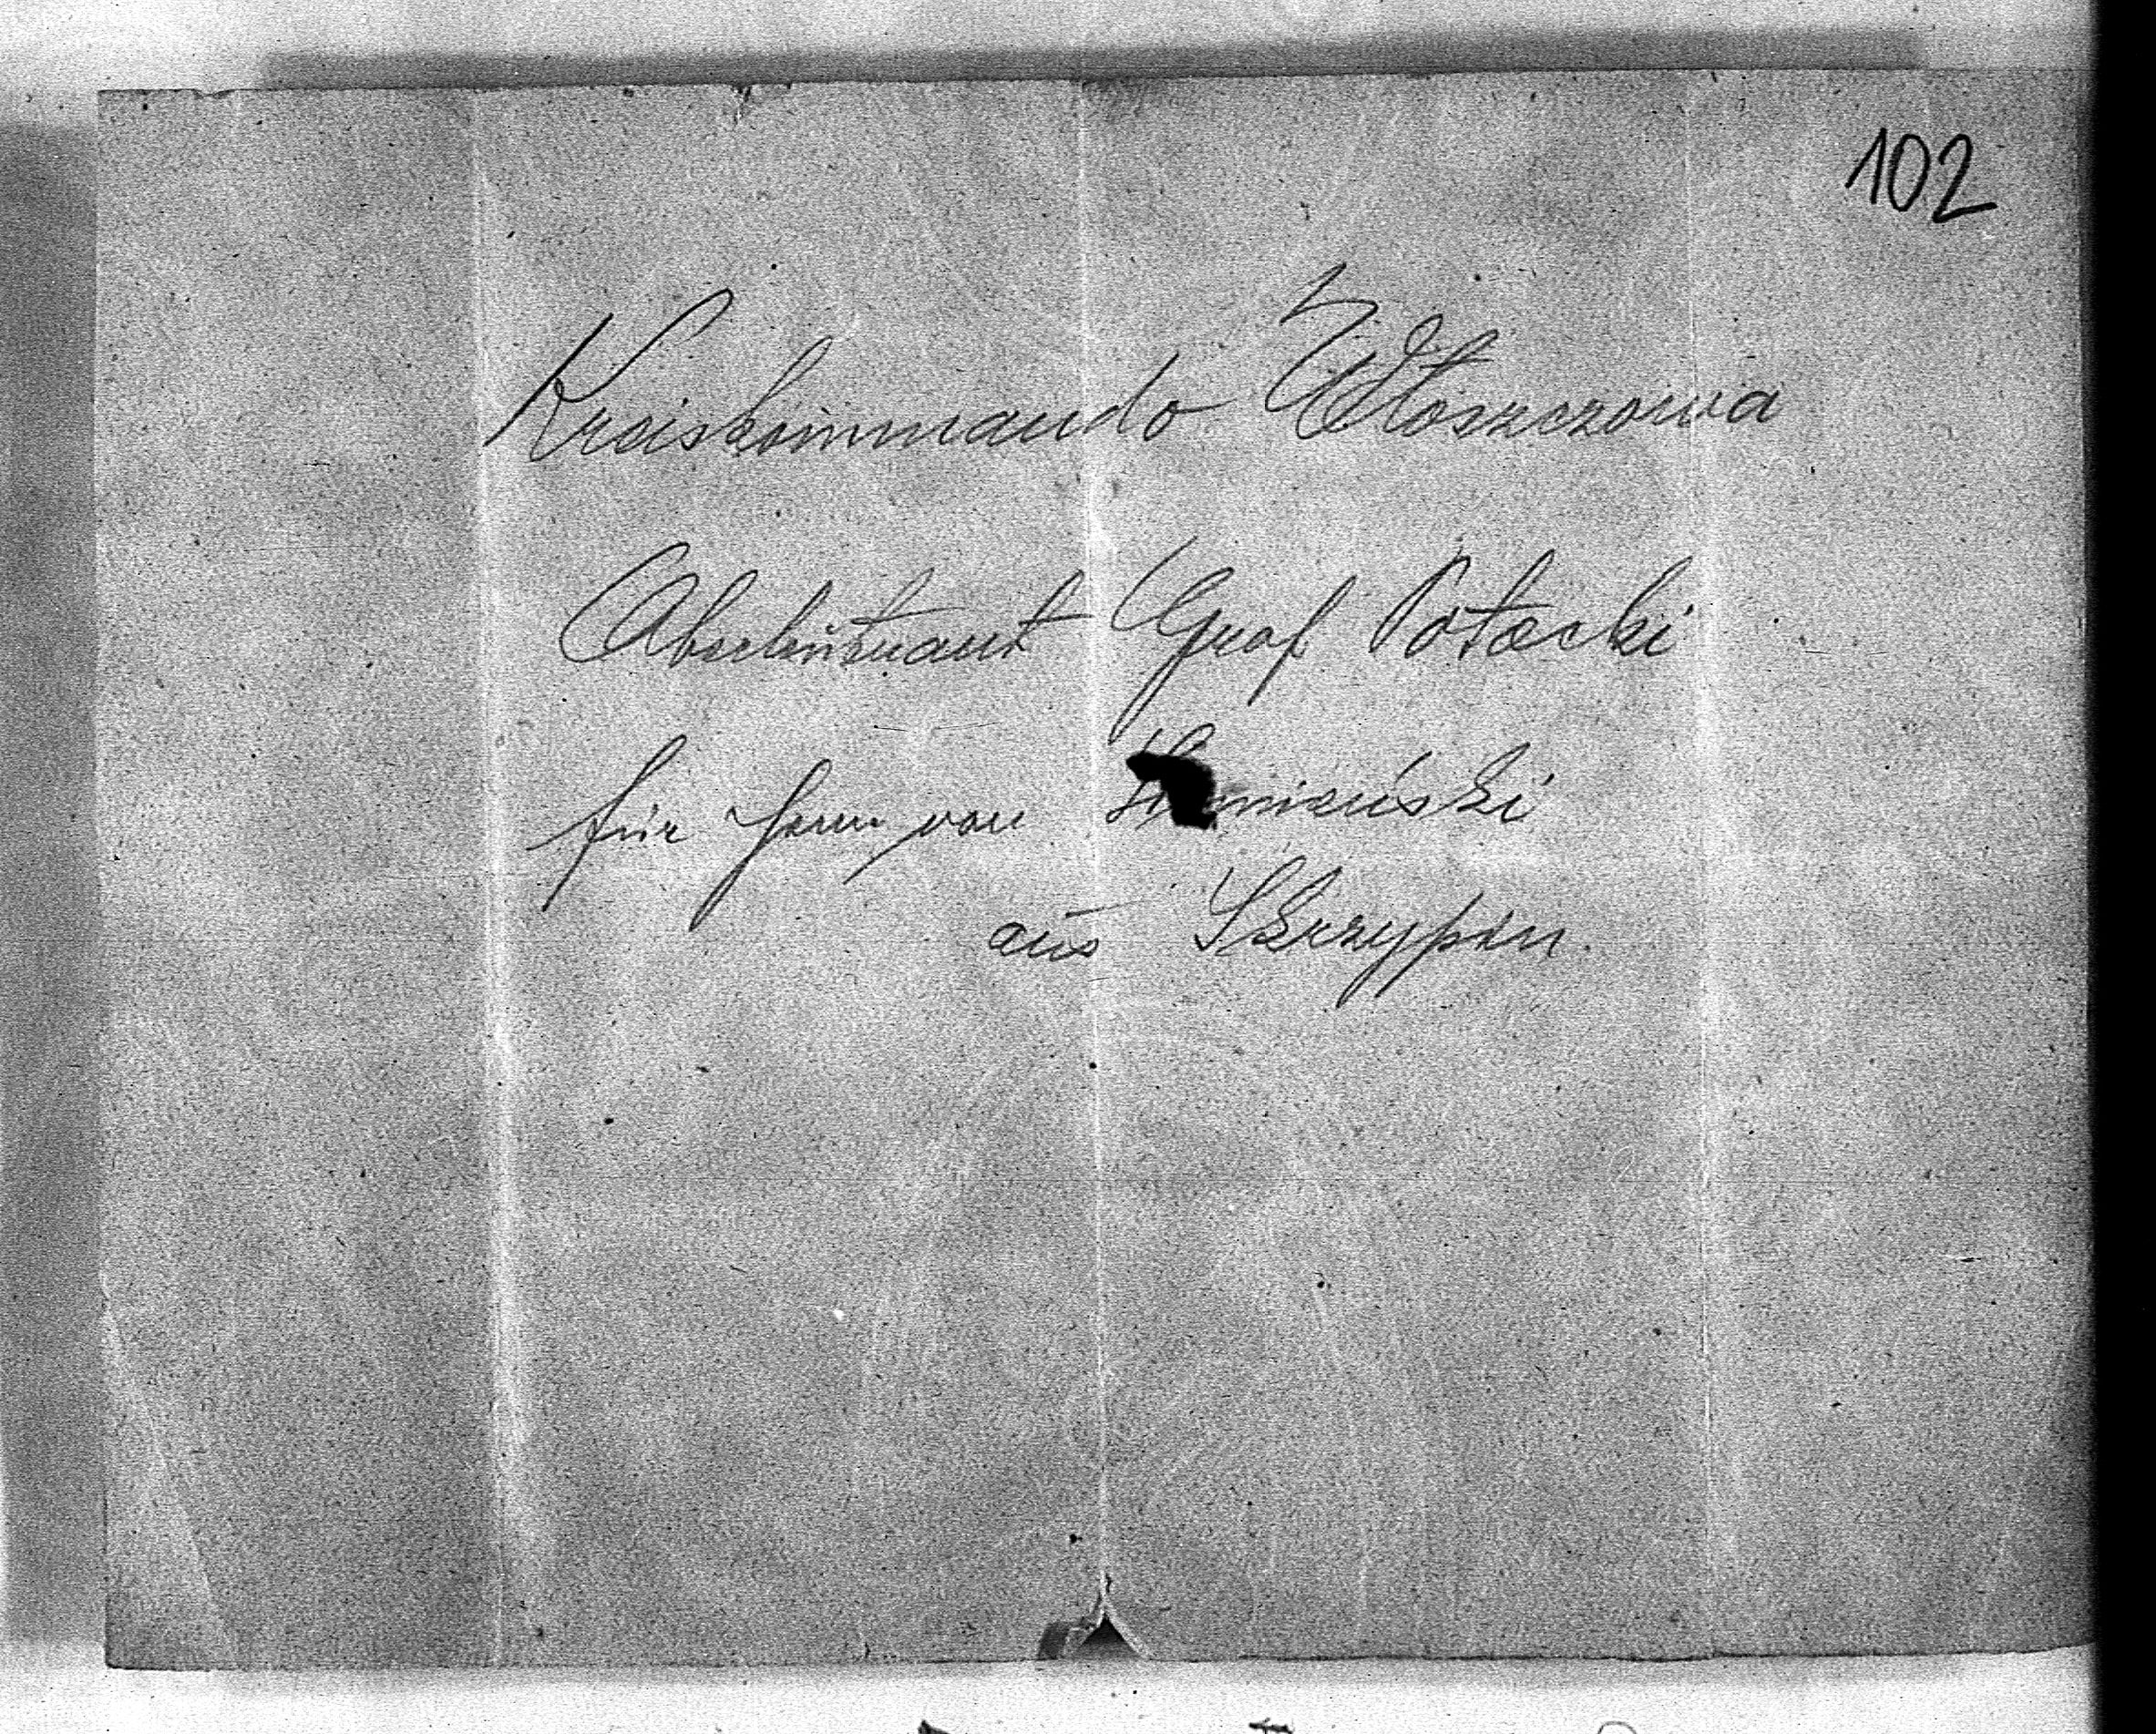 102
Kreiskommando Włoszczowa
Oberleutnant Graf Potocki
für Herrn von
aus Skrzypiów.